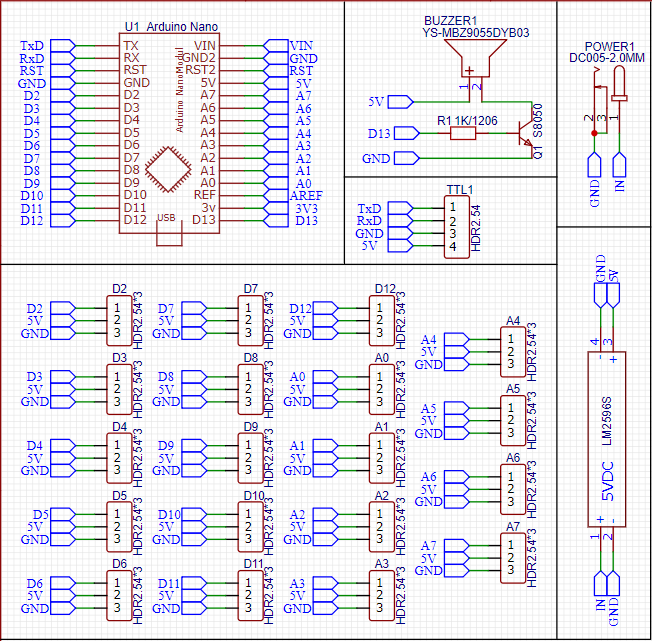 U1 Arduino Nano
TxD TX VIN VIN
RxD RX GND2 GND
RST RST RST2 RST
GND GND 5V 5V
D2 D2 A7 A7
D3 D3 A6 A6
D4 D4 A5 A5
D5 D5 A4 A4
D6 D6 A3 A3
D7 D7 A2 A2
D8 D8 A1 A1
D9 D9 A0 A0
D10 D10 REF AREF
D11 D11 3v 3V3
D12 D12 D13 D13
Arduino NanoModul
USB
BUZZER1
YS-MBZ9055DYB03
+
1 2
5V
R1 1K/1206
D13
GND
Q1 S8050
POWER1
DC005-2.0MM
2 3 1
GND IN
TTL1
TxD 1
RxD 2
GND 3
5V 4
HDR2.54
D2
D2 1
5V 2
GND 3
HDR2.54*3
D7
D7 1
5V 2
GND 3
HDR2.54*3
D12
D12 1
5V 2
GND 3
HDR2.54*3
D3
D3 1
5V 2
GND 3
HDR2.54*3
D8
D8 1
5V 2
GND 3
HDR2.54*3
A0
A0 1
5V 2
GND 3
HDR2.54*3
D4
D4 1
5V 2
GND 3
HDR2.54*3
D9
D9 1
5V 2
GND 3
HDR2.54*3
A1
A1 1
5V 2
GND 3
HDR2.54*3
D5
D5 1
5V 2
GND 3
HDR2.54*3
D10
D10 1
5V 2
GND 3
HDR2.54*3
A2
A2 1
5V 2
GND 3
HDR2.54*3
D6
D6 1
5V 2
GND 3
HDR2.54*3
D11
D11 1
5V 2
GND 3
HDR2.54*3
A3
A3 1
5V 2
GND 3
HDR2.54*3
A4
A4 1
5V 2
GND 3
HDR2.54*3
A5
A5 1
5V 2
GND 3
HDR2.54*3
A6
A6 1
5V 2
GND 3
HDR2.54*3
A7
A7 1
5V 2
GND 3
HDR2.54*3
GND 5V
4 3
- +
LM2596S
5VDC
+ -
1 2
IN GND